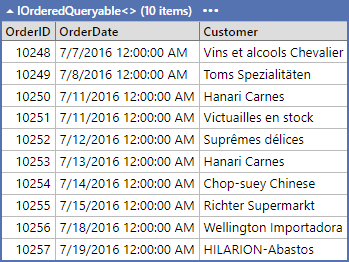 IOrderedQueryable<> (10 items) •••
OrderID OrderDate Customer
10248 7/7/2016 12:00:00 AM Vins et alcools Chevalier
10249 7/8/2016 12:00:00 AM Toms Spezialitäten
10250 7/11/2016 12:00:00 AM Hanari Carnes
10251 7/11/2016 12:00:00 AM Victuailles en stock
10252 7/12/2016 12:00:00 AM Suprêmes délices
10253 7/13/2016 12:00:00 AM Hanari Carnes
10254 7/14/2016 12:00:00 AM Chop-suey Chinese
10255 7/15/2016 12:00:00 AM Richter Supermarkt
10256 7/18/2016 12:00:00 AM Wellington Importadora
10257 7/19/2016 12:00:00 AM HILARION-Abastos